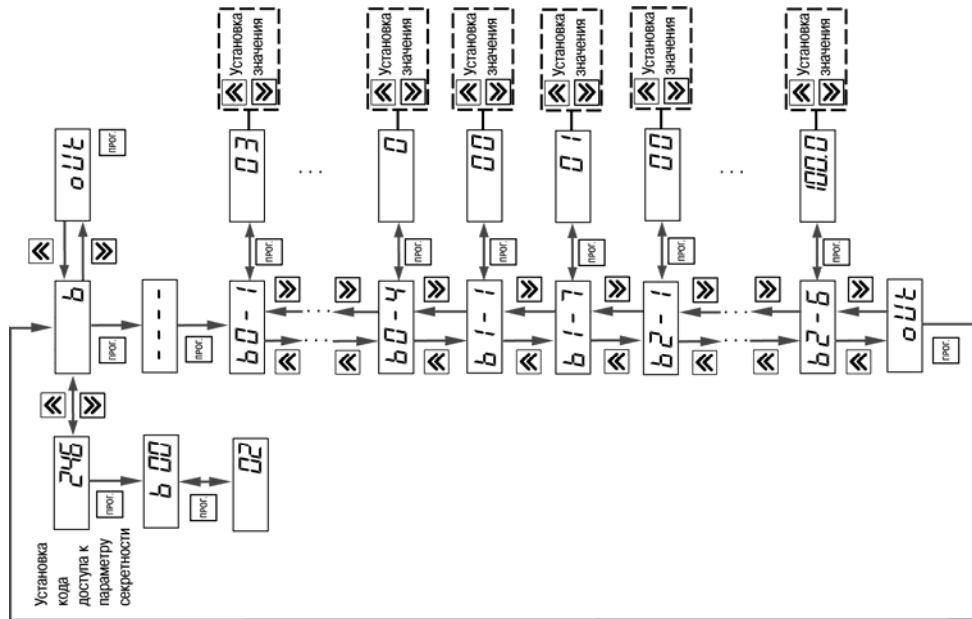 Установка
кода
доступа к
параметру
секретности
246
ПРОГ.
b 00
ПРОГ.
02
b
oUt
ПРОГ.
ПРОГ.
----
ПРОГ.
b0-1
ПРОГ.
03
Установка
значения
...
...
...
b0-4
ПРОГ.
0
Установка
значения
b1-1
ПРОГ.
00
Установка
значения
b1-7
ПРОГ.
01
Установка
значения
b2-1
ПРОГ.
00
Установка
значения
...
...
...
b2-6
ПРОГ.
100.0
Установка
значения
oUt
ПРОГ.